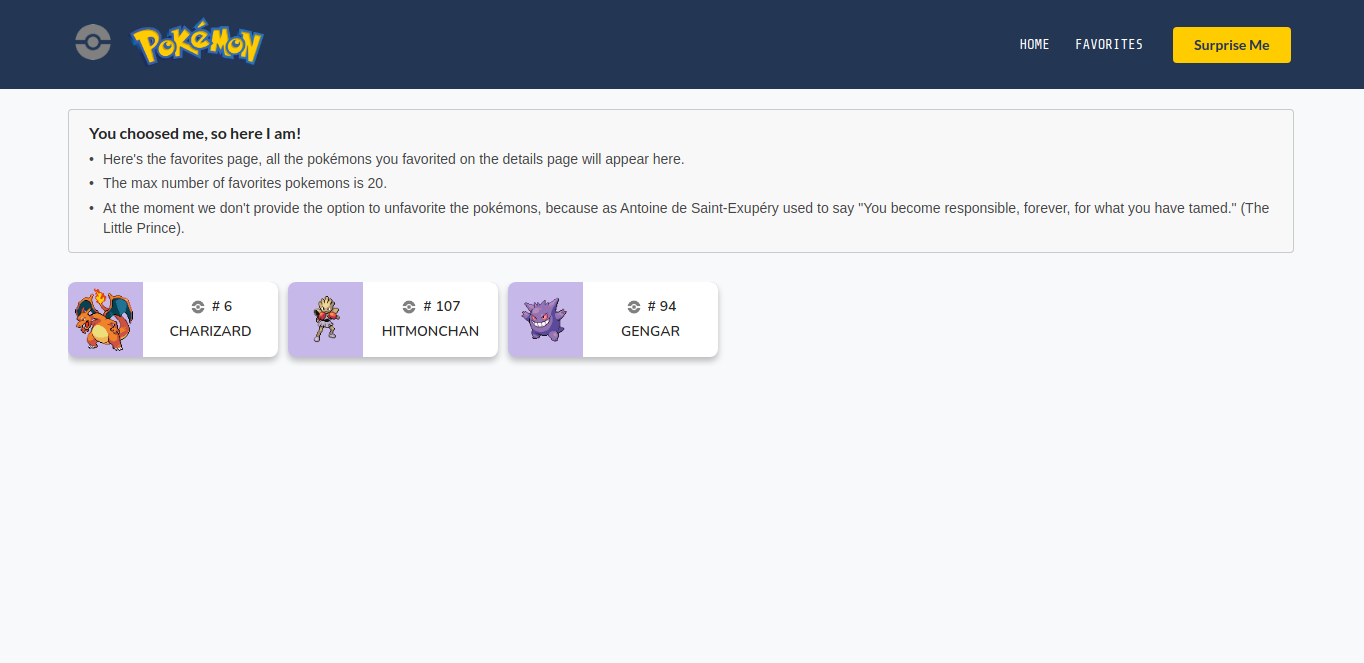 POKéMON
HOME
FAVORITES
Surprise Me
You choosed me, so here I am!
• Here's the favorites page, all the pokémons you favorited on the details page will appear here.
• The max number of favorites pokemons is 20.
• At the moment we don't provide the option to unfavorite the pokémons, because as Antoine de Saint-Exupéry used to say "You become responsible, forever, for what you have tamed." (The
Little Prince).
# 6
CHARIZARD
# 107
HITMONCHAN
# 94
GENGAR